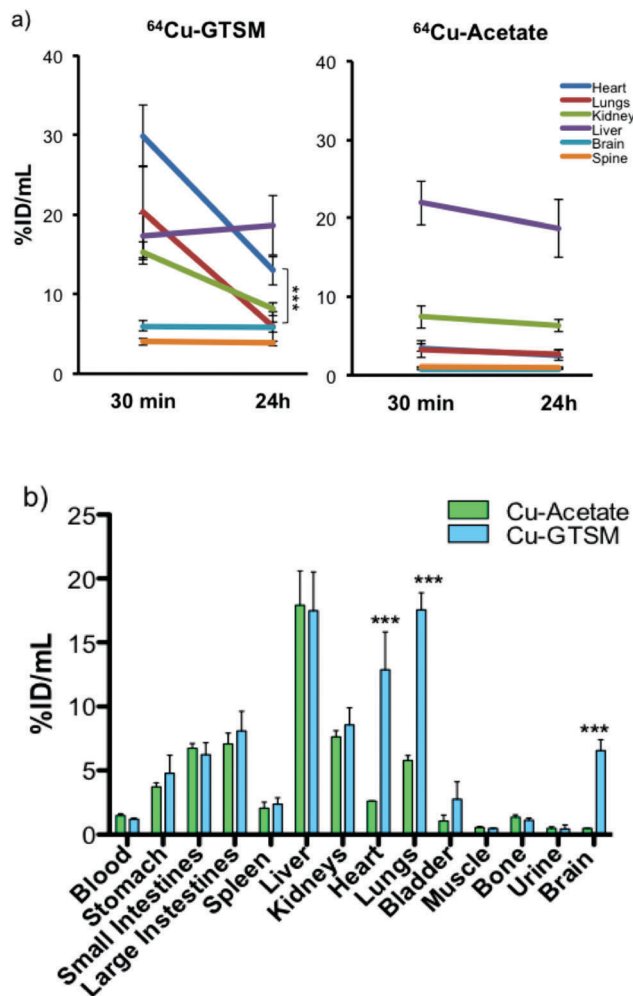 a)
⁶⁴Cu-GTSM
⁶⁴Cu-Acetate
40
30
20
10
0
%ID/mL
30 min
24h
***
40
30
20
10
0
30 min
24h
Heart
Lungs
Kidney
Liver
Brain
Spine
b)
Cu-Acetate
Cu-GTSM
25
20
15
10
5
0
%ID/mL
***
***
***
Blood
Stomach
Small Intestines
Large Instestines
Spleen
Liver
Kidneys
Heart
Lungs
Bladder
Muscle
Bone
Urine
Brain